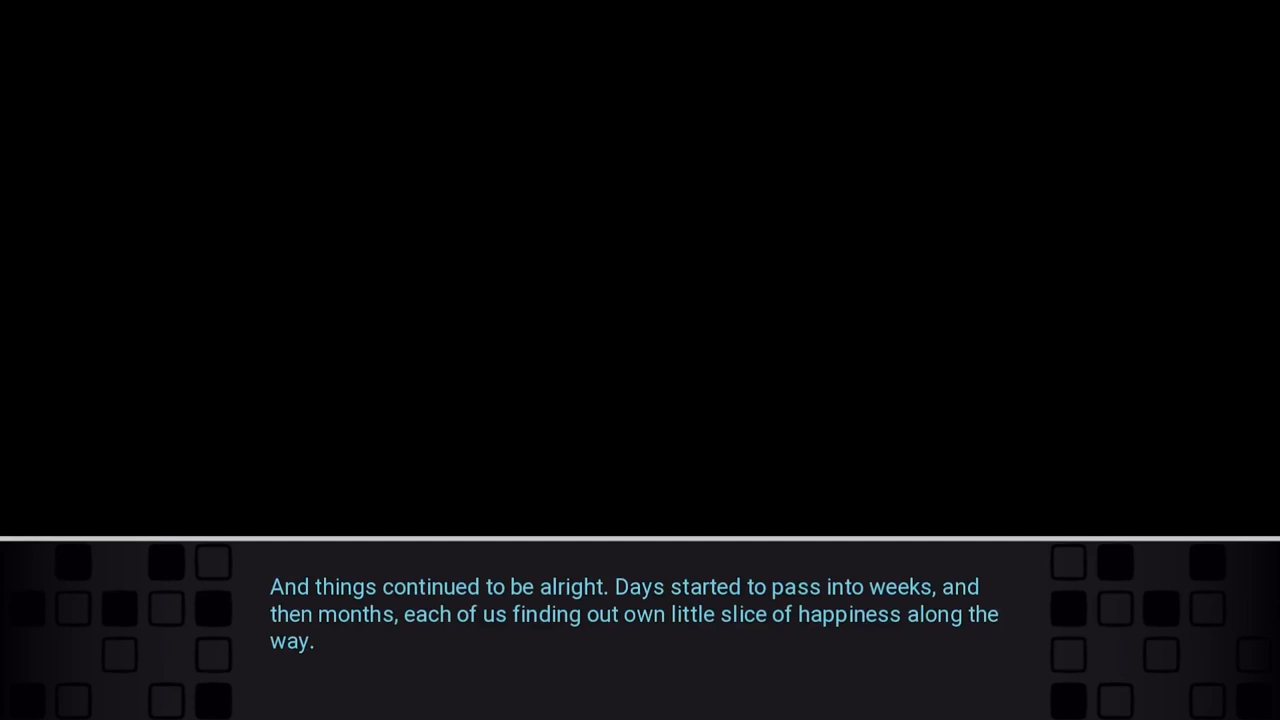 And things continued to be alright. Days started to pass into weeks, and
then months, each of us finding out own little slice of happiness along the
way.